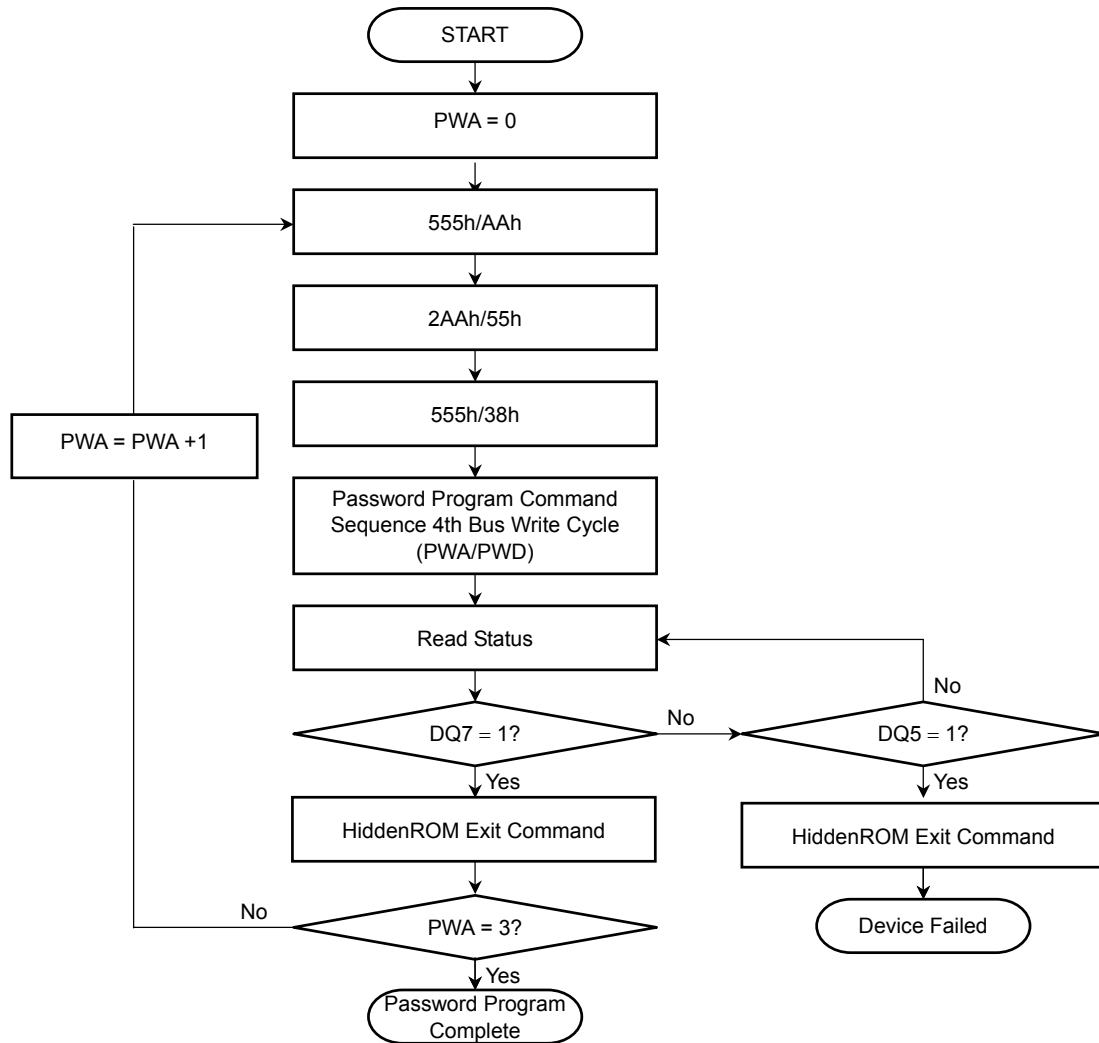 START
PWA = 0
555h/AAh
2AAh/55h
555h/38h
PWA = PWA +1
Password Program Command
Sequence 4th Bus Write Cycle
(PWA/PWD)
Read Status
No
DQ7 = 1?
No
DQ5 = 1?
Yes
Yes
HiddenROM Exit Command
HiddenROM Exit Command
No
PWA = 3?
Device Failed
Yes
Password Program
Complete